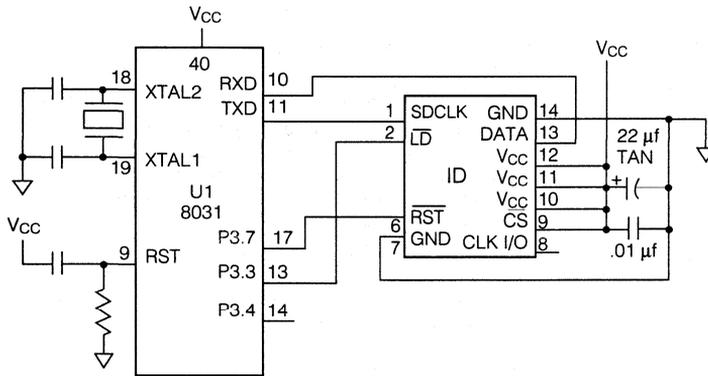 VCC
40
18
XTAL2
RXD
10
TXD
11
19
XTAL1
U1
8031
VCC
9
RST
P3.7
17
P3.3
13
P3.4
14
VCC
1
SDCLK
GND
14
2
LD
DATA
13
VCC
12
ID
VCC
11
VCC
10
RST
6
CS
9
7
GND
CLK I/O
8
22 µf
TAN
+
.01 µf